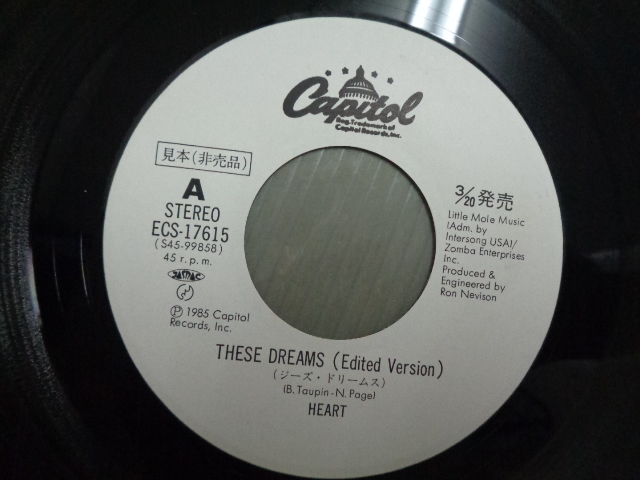 Capitol
Reg. Trademark of
Capitol Records, Inc.
見本(非売品)
A
STEREO
ECS-17615
(S45-99858)
45 r.p.m.
℗ 1985 Capitol
Records, Inc.
3/20 発売
Little Mole Music
(Adm. by
Intersong USA)/
Zomba Enterprises
Inc.
Produced &
Engineered by
Ron Nevison
THESE DREAMS (Edited Version)
(ジーズ・ドリームス)
(B. Taupin-N. Page)
HEART